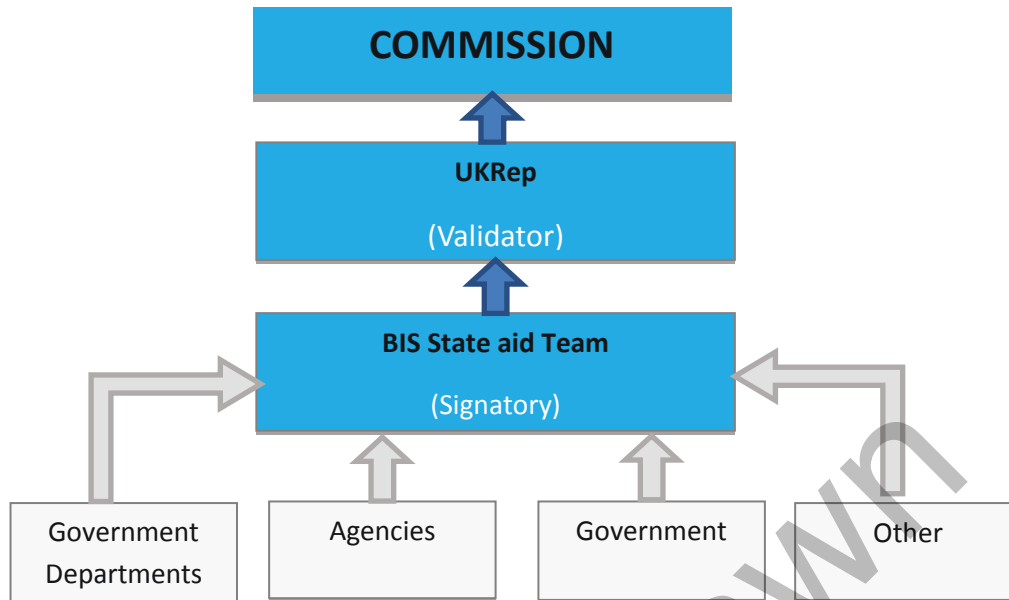 COMMISSION
UKRep
(Validator)
BIS State aid Team
(Signatory)
Government
Departments
Agencies
Government
Other